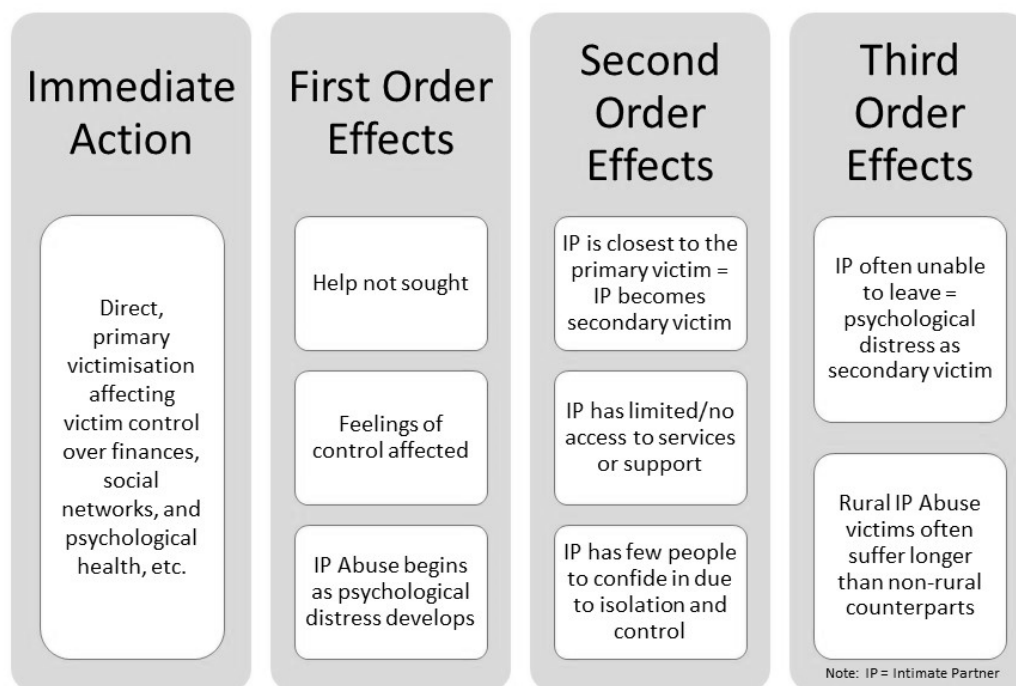 Immediate
Action
Direct,
primary
victimisation
affecting
victim control
over finances,
social
networks, and
psychological
health, etc.
First Order
Effects
Help not sought
Feelings of
control affected
IP Abuse begins
as psychological
distress develops
Second
Order
Effects
IP is closest to the
primary victim =
IP becomes
secondary victim
IP has limited/no
access to services
or support
IP has few people
to confide in due
to isolation and
control
Third
Order
Effects
IP often unable
to leave =
psychological
distress as
secondary victim
Rural IP Abuse
victims often
suffer longer
than non-rural
counterparts
Note: IP = Intimate Partner